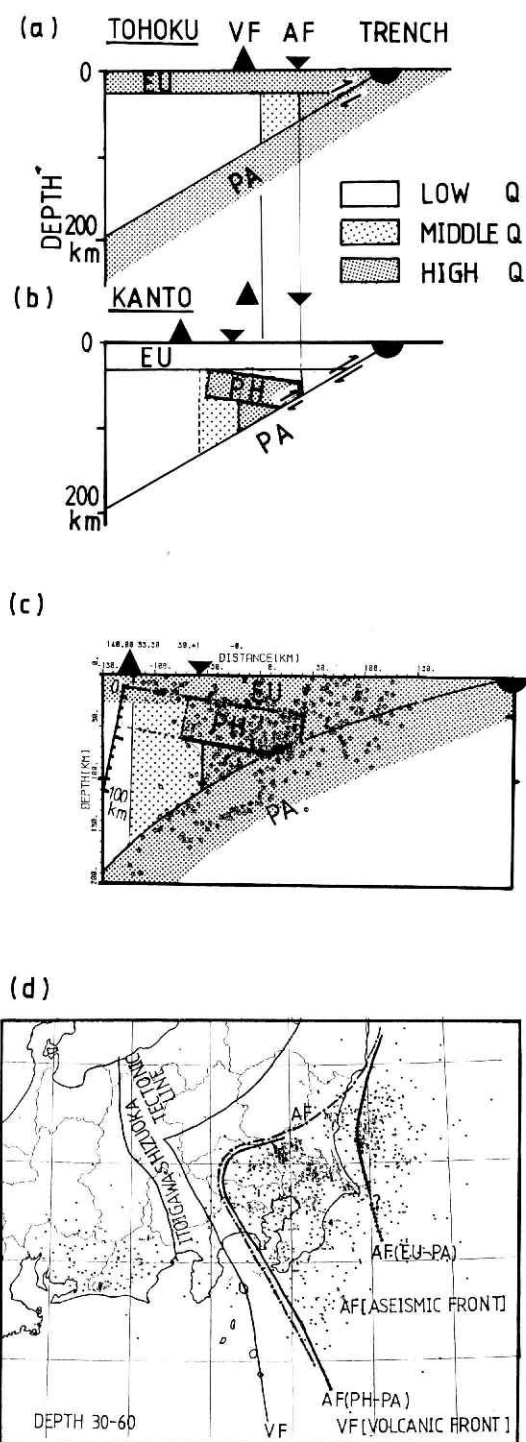 (a)
TOHOKU VF AF TRENCH
0
EU
PA
DEPTH
200
km
LOW Q
MIDDLE Q
HIGH Q
(b)
KANTO
0
EU
PH
PA
200
km
(c)
DISTANCE[KM]
0
EU
PH
100
km
PA
DEPTH[KM]
(d)
ITOIGAWA-SHIZUOKA
TECTONIC
LINE
AF
AF(EU-PA)
AF[ASEISMIC FRONT]
AF(PH-PA)
DEPTH 30-60
VF
VF[VOLCANIC FRONT]